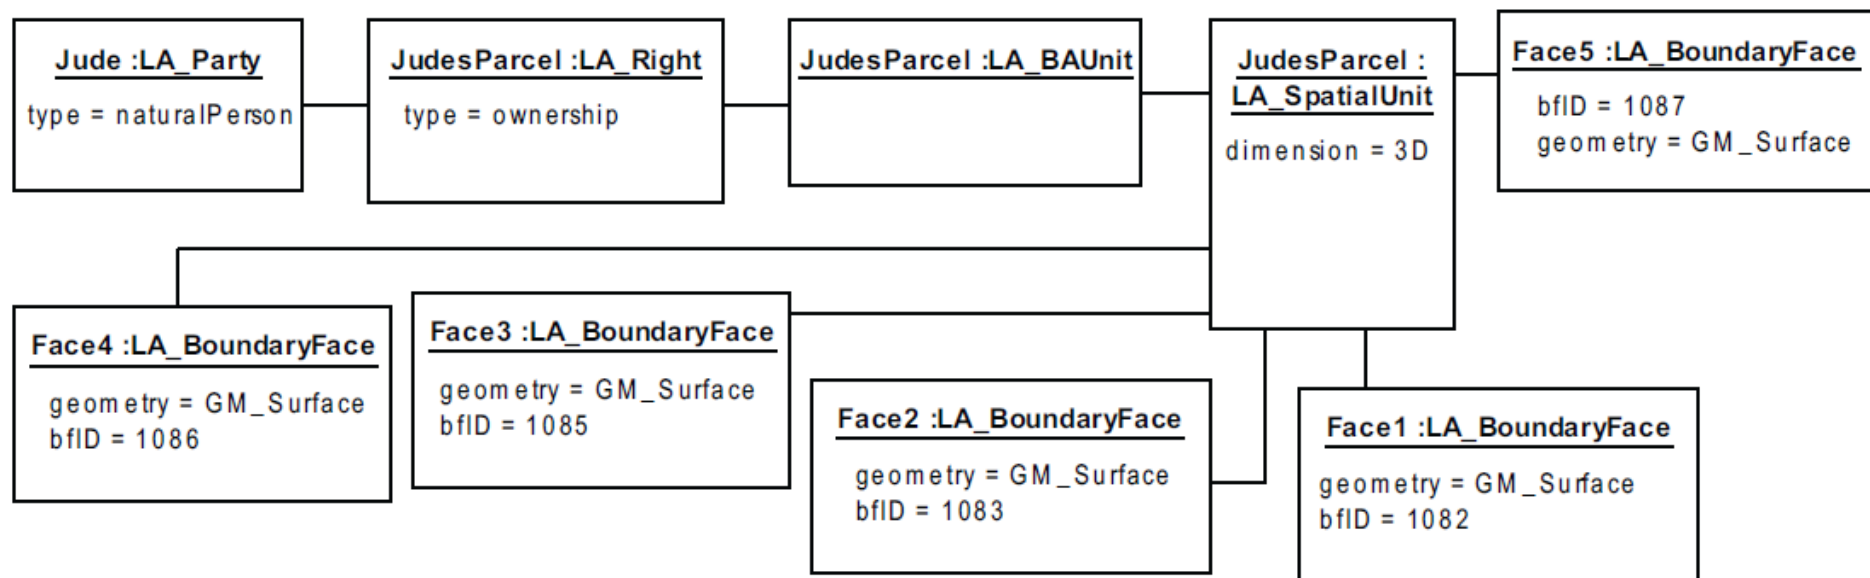 Jude :LA_Party
type = naturalPerson
JudesParcel :LA_Right
type = ownership
JudesParcel :LA_BAUnit
JudesParcel :
LA_SpatialUnit
dimension = 3D
Face5 :LA_BoundaryFace
bfID = 1087
geometry = GM_Surface
Face4 :LA_BoundaryFace
geometry = GM_Surface
bfID = 1086
Face3 :LA_BoundaryFace
geometry = GM_Surface
bfID = 1085
Face2 :LA_BoundaryFace
geometry = GM_Surface
bfID = 1083
Face1 :LA_BoundaryFace
geometry = GM_Surface
bfID = 1082